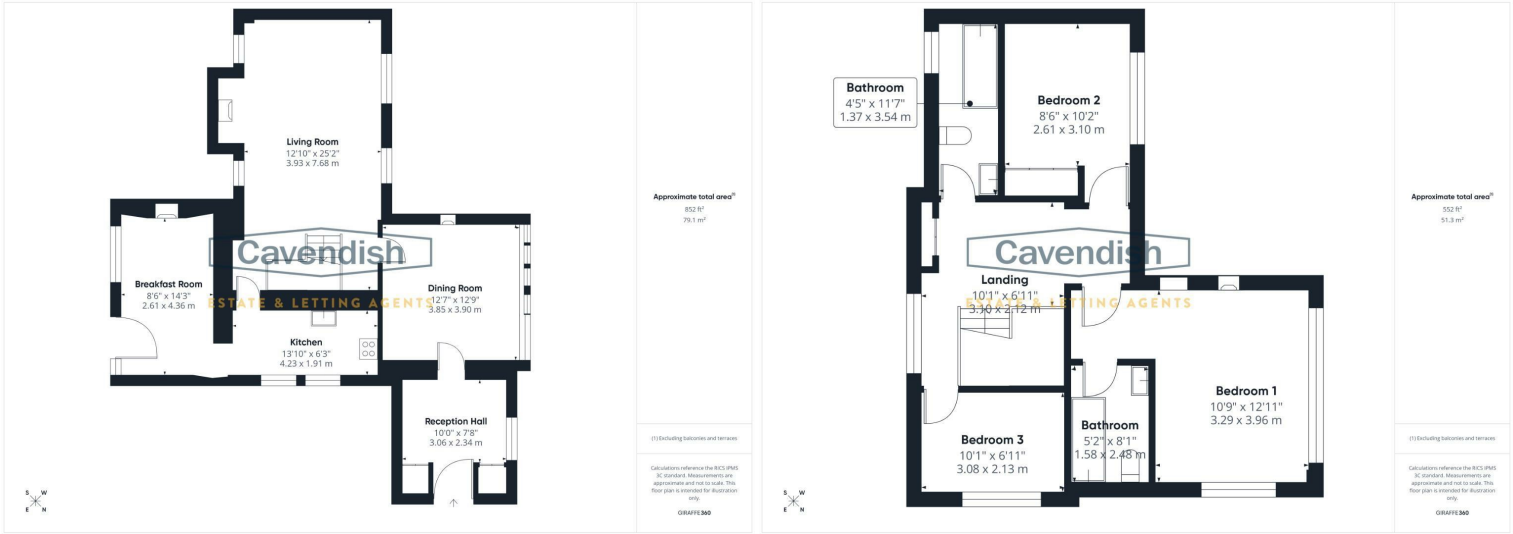 Living Room
12'10" x 25'2"
3.93 x 7.68 m
Cavendish
ESTATE & LETTING AGENTS
Breakfast Room
8'6" x 14'3"
2.61 x 4.36 m
Dining Room
12'7" x 12'9"
3.85 x 3.90 m
Kitchen
13'10" x 6'3"
4.23 x 1.91 m
Reception Hall
10'0" x 7'8"
3.06 x 2.34 m
S W
E N
Approximate total area⁽¹⁾
852 ft²
79.1 m²
(1) Excluding balconies and terraces
Calculations reference the RICS IPMS
3C standard. Measurements are
approximate and not to scale. This
floor plan is intended for illustration
only.
GIRAFFE360
Bathroom
4'5" x 11'7"
1.37 x 3.54 m
Bedroom 2
8'6" x 10'2"
2.61 x 3.10 m
Cavendish
ESTATE & LETTING AGENTS
Landing
10'1" x 6'11"
3.10 x 2.12 m
Bedroom 1
10'9" x 12'11"
3.29 x 3.96 m
Bathroom
5'2" x 8'1"
1.58 x 2.48 m
Bedroom 3
10'1" x 6'11"
3.08 x 2.13 m
S W
E N
Approximate total area⁽¹⁾
552 ft²
51.3 m²
(1) Excluding balconies and terraces
Calculations reference the RICS IPMS
3C standard. Measurements are
approximate and not to scale. This
floor plan is intended for illustration
only.
GIRAFFE360